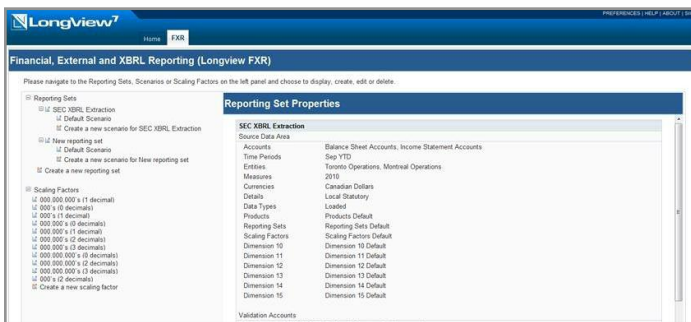 PREFERENCES | HELP | ABOUT |
LongView7
Home FXR
Financial, External and XBRL Reporting (Longview FXR)
Please navigate to the Reporting Sets, Scenarios or Scaling Factors on the left panel and choose to display, create, edit or delete.
Reporting Sets
SEC XBRL Extraction
Default Scenario
Create a new scenario for SEC XBRL Extraction
New reporting set
Default Scenario
Create a new scenario for New reporting set
Create a new reporting set
Scaling Factors
000,000,000's (1 decimal)
000's (0 decimals)
000's (1 decimal)
000,000's (0 decimals)
000,000's (1 decimal)
000,000's (2 decimals)
000,000's (3 decimals)
000,000,000's (0 decimals)
000,000,000's (2 decimals)
000,000,000's (3 decimals)
000's (2 decimals)
Create a new scaling factor
Reporting Set Properties
SEC XBRL Extraction
Source Data Area
Accounts Balance Sheet Accounts, Income Statement Accounts
Time Periods Sep YTD
Entities Toronto Operations, Montreal Operations
Measures 2010
Currencies Canadian Dollars
Details Local Statutory
Data Types Loaded
Products Products Default
Reporting Sets Reporting Sets Default
Scaling Factors Scaling Factors Default
Dimension 10 Dimension 10 Default
Dimension 11 Dimension 11 Default
Dimension 12 Dimension 12 Default
Dimension 13 Dimension 13 Default
Dimension 14 Dimension 14 Default
Dimension 15 Dimension 15 Default
Validation Accounts